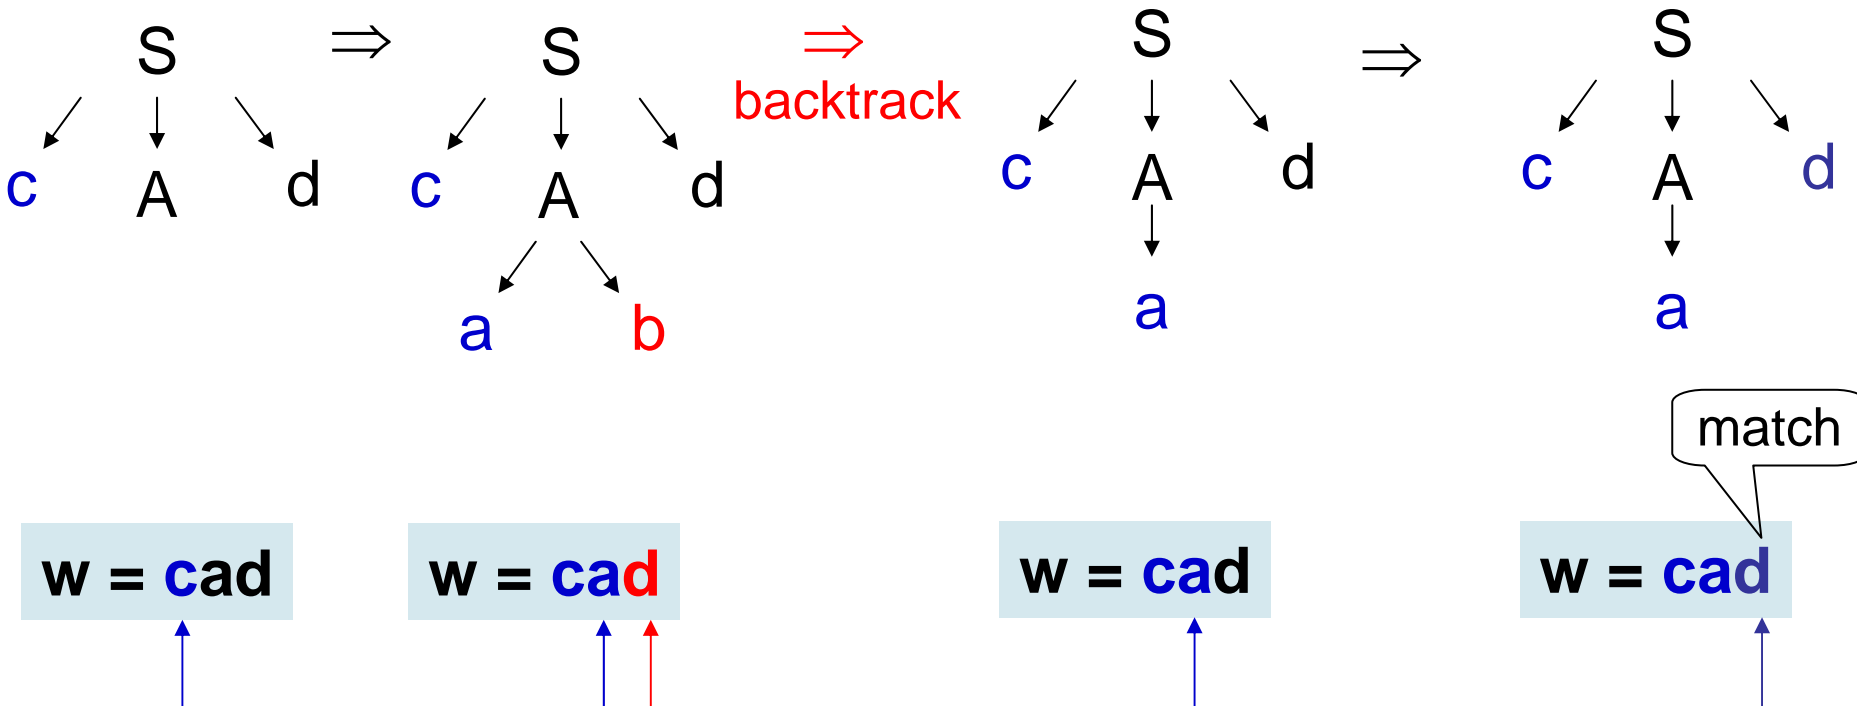 S ⇒ S ⇒ S ⇒ S
backtrack
c A d c A d c A d c A d
a b a a
match
w = cad w = cad w = cad w = cad